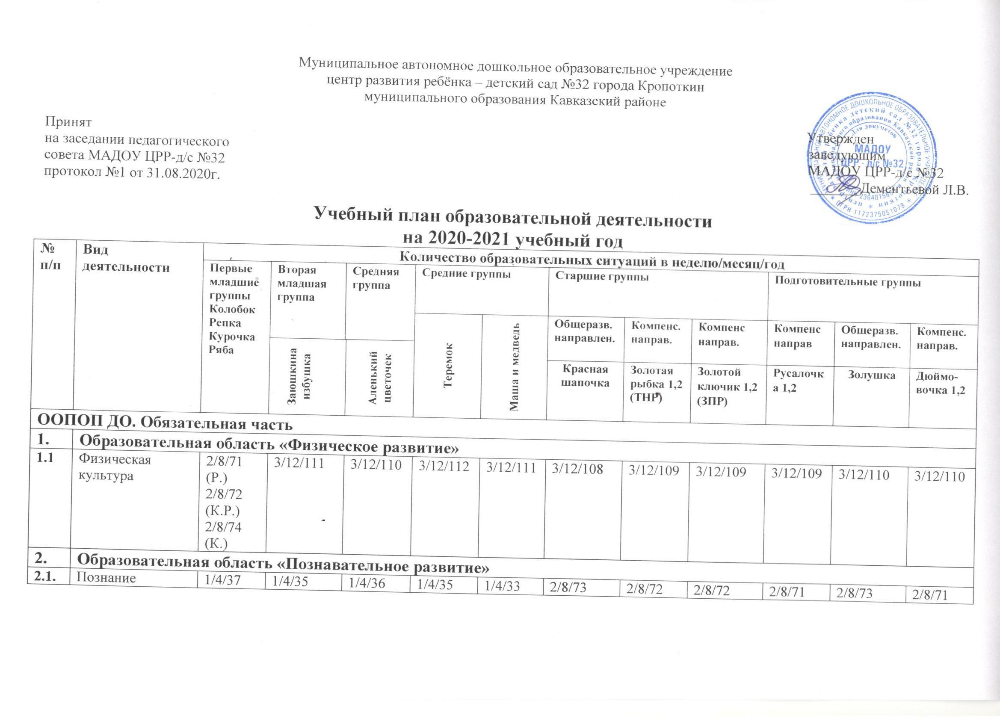 Муниципальное автономное дошкольное образовательное учреждение
центр развития ребёнка – детский сад №32 города Кропоткин
муниципального образования Кавказский районе
Принят
на заседании педагогического
совета МАДОУ ЦРР-д/с №32
протокол №1 от 31.08.2020г.
Утвержден
заведующим
МАДОУ ЦРР-д/с №32
Дементьевой Л.В.
МАДОУ
ЦРР - д/с №32
Для документов
ОГРН 1172375051078
Учебный план образовательной деятельности
на 2020-2021 учебный год
№
п/п
Вид
деятельности
Количество образовательных ситуаций в неделю/месяц/год
Первые
младшие
группы
Колобок
Репка
Курочка
Ряба
Вторая
младшая
группа
Средняя
группа
Средние группы
Старшие группы
Подготовительные группы
Заюшкина
избушка
Аленький
цветочек
Теремок
Маша и медведь
Общеразв.
направлен.
Компенс.
направ.
Компенс
направ.
Компенс
направ
Общеразв.
направлен.
Компенс.
направ.
Красная
шапочка
Золотая
рыбка 1,2
(ТНР)
Золотой
ключик 1,2
(ЗПР)
Русалочк
а 1,2
Золушка
Дюймо-
вочка 1,2
ООПОП ДО. Обязательная часть
1. Образовательная область «Физическое развитие»
1.1
Физическая
культура
2/8/71
(Р.)
2/8/72
(К.Р.)
2/8/74
(К.)
3/12/111 3/12/110 3/12/112 3/12/111 3/12/108 3/12/109 3/12/109 3/12/109 3/12/110 3/12/110
2. Образовательная область «Познавательное развитие»
2.1. Познание 1/4/37 1/4/35 1/4/36 1/4/35 1/4/33 2/8/73 2/8/72 2/8/72 2/8/71 2/8/73 2/8/71